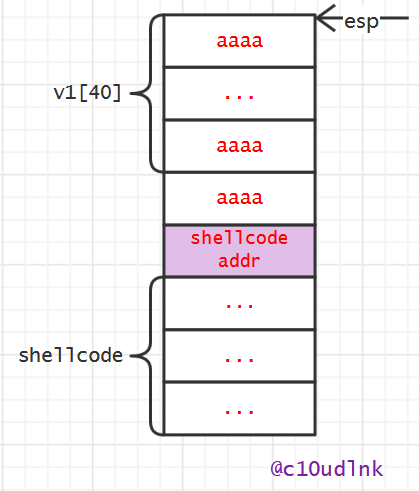 aaaa
esp
v1[40]
...
aaaa
aaaa
shellcode
addr
...
shellcode
...
...
@c10udlnk